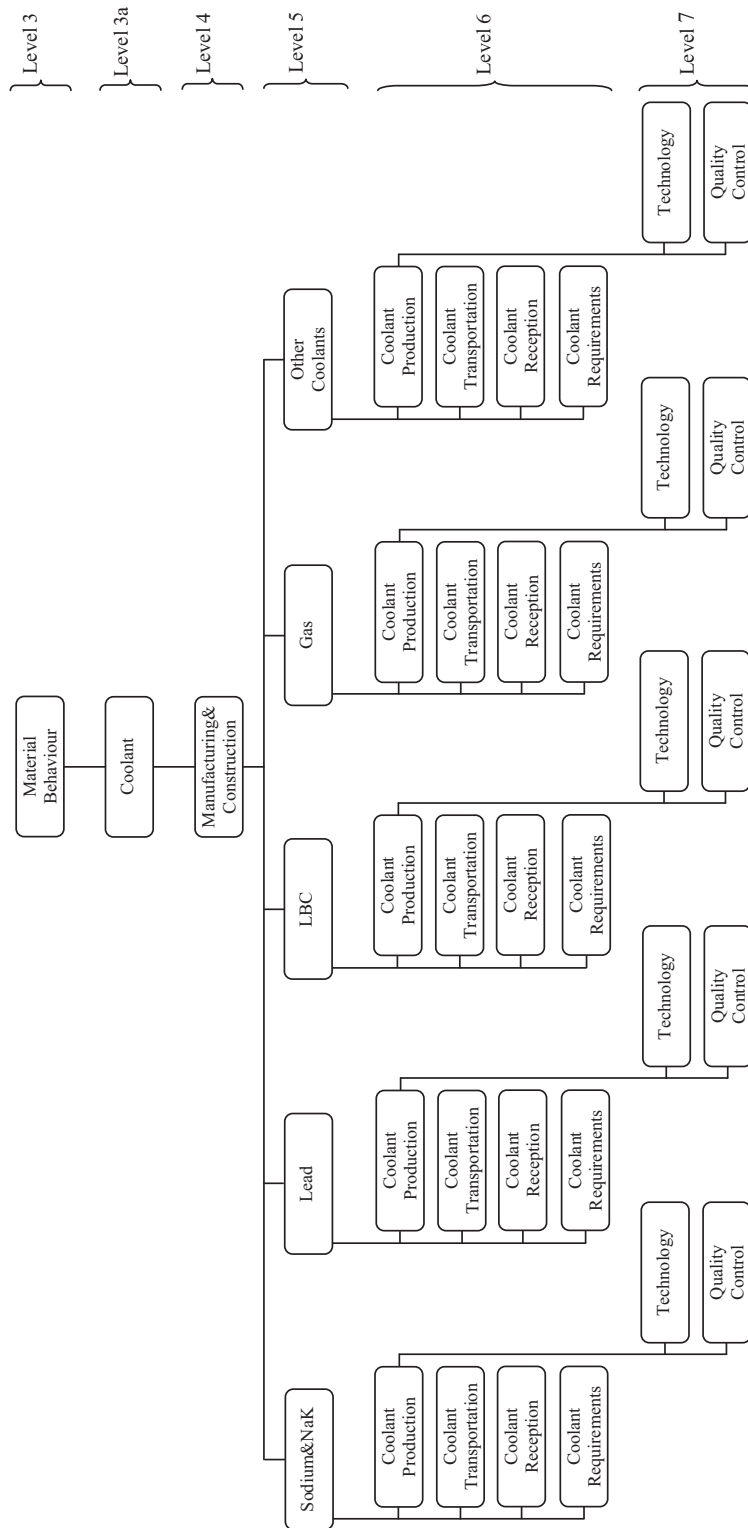 Material
Behaviour
Level 3
Coolant
Level 3a
Manufacturing&
Construction
Level 4
Sodium&NaK
Lead
LBC
Gas
Other
Coolants
Level 5
Coolant
Production
Coolant
Transportation
Coolant
Reception
Coolant
Requirements
Coolant
Production
Coolant
Transportation
Coolant
Reception
Coolant
Requirements
Coolant
Production
Coolant
Transportation
Coolant
Reception
Coolant
Requirements
Coolant
Production
Coolant
Transportation
Coolant
Reception
Coolant
Requirements
Coolant
Production
Coolant
Transportation
Coolant
Reception
Coolant
Requirements
Level 6
Technology
Quality
Control
Technology
Quality
Control
Technology
Quality
Control
Technology
Quality
Control
Technology
Quality
Control
Level 7